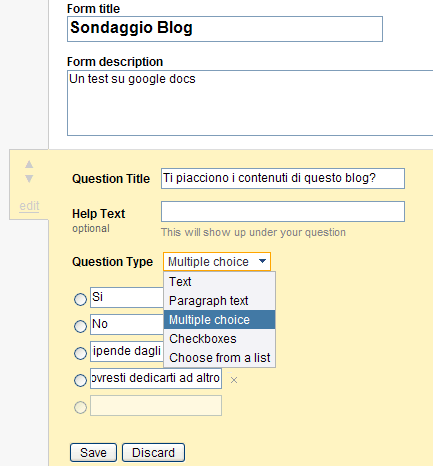 Form title
Sondaggio Blog
Form description
Un test su google docs
edit
Question Title Ti piacciono i contenuti di questo blog?
Help Text
optional
This will show up under your question
Question Type Multiple choice
Text
Si
Paragraph text
No
Multiple choice
ipende dagli
Checkboxes
Choose from a list
ovresti dedicarti ad altro
Save Discard